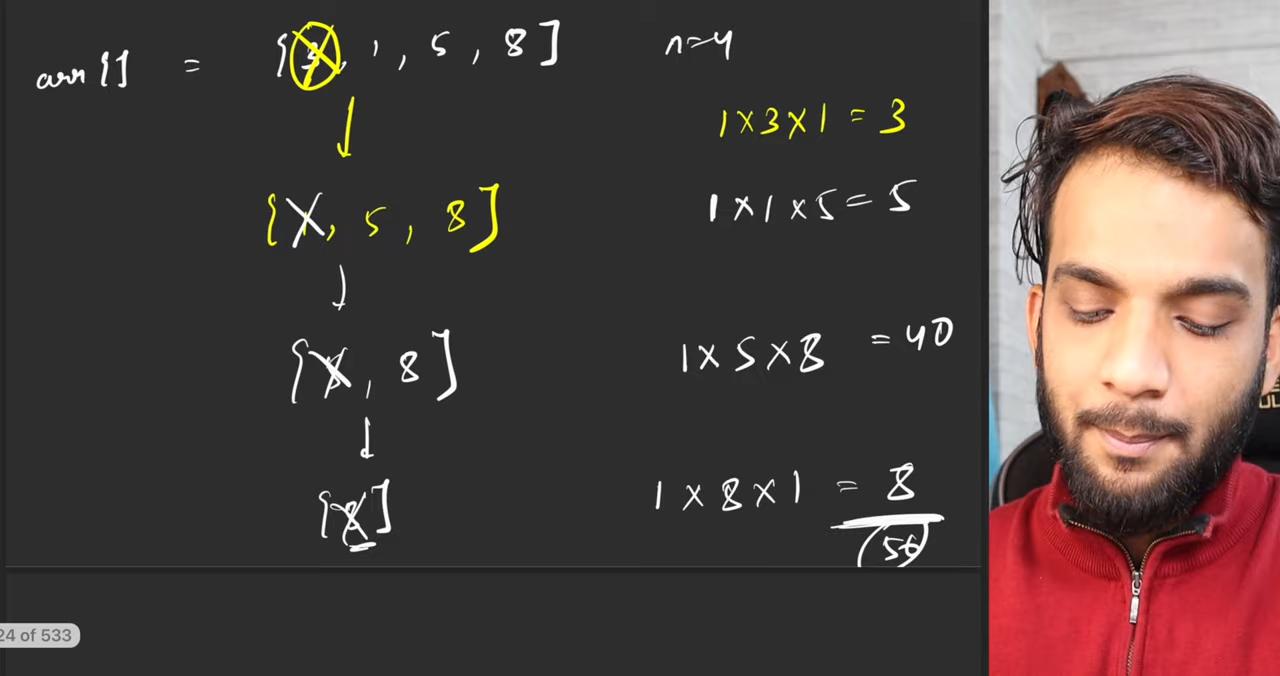 arr [] = [3, 1, 5, 8] n=4
1 x 3 x 1 = 3
[1, 5, 8] 1 x 1 x 5 = 5
[5, 8] 1 x 5 x 8 = 40
[8] 1 x 8 x 1 = 8
56
24 of 533